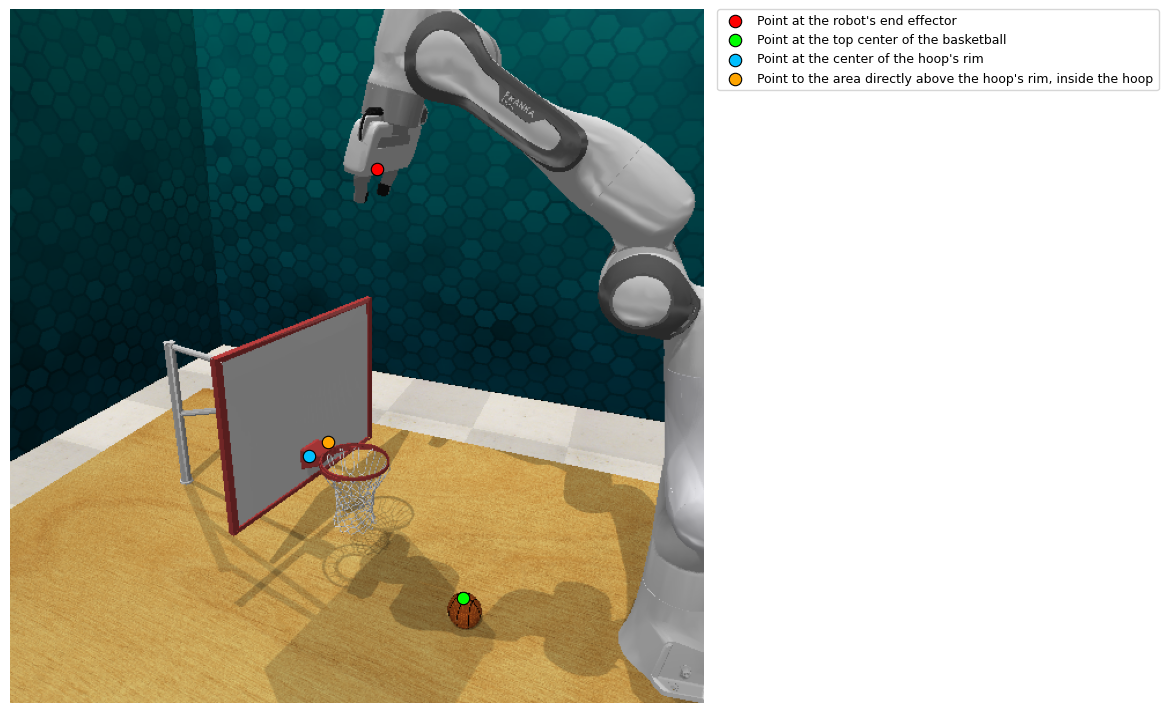 Point at the robot's end effector
Point at the top center of the basketball
Point at the center of the hoop's rim
Point to the area directly above the hoop's rim, inside the hoop
FRANKA